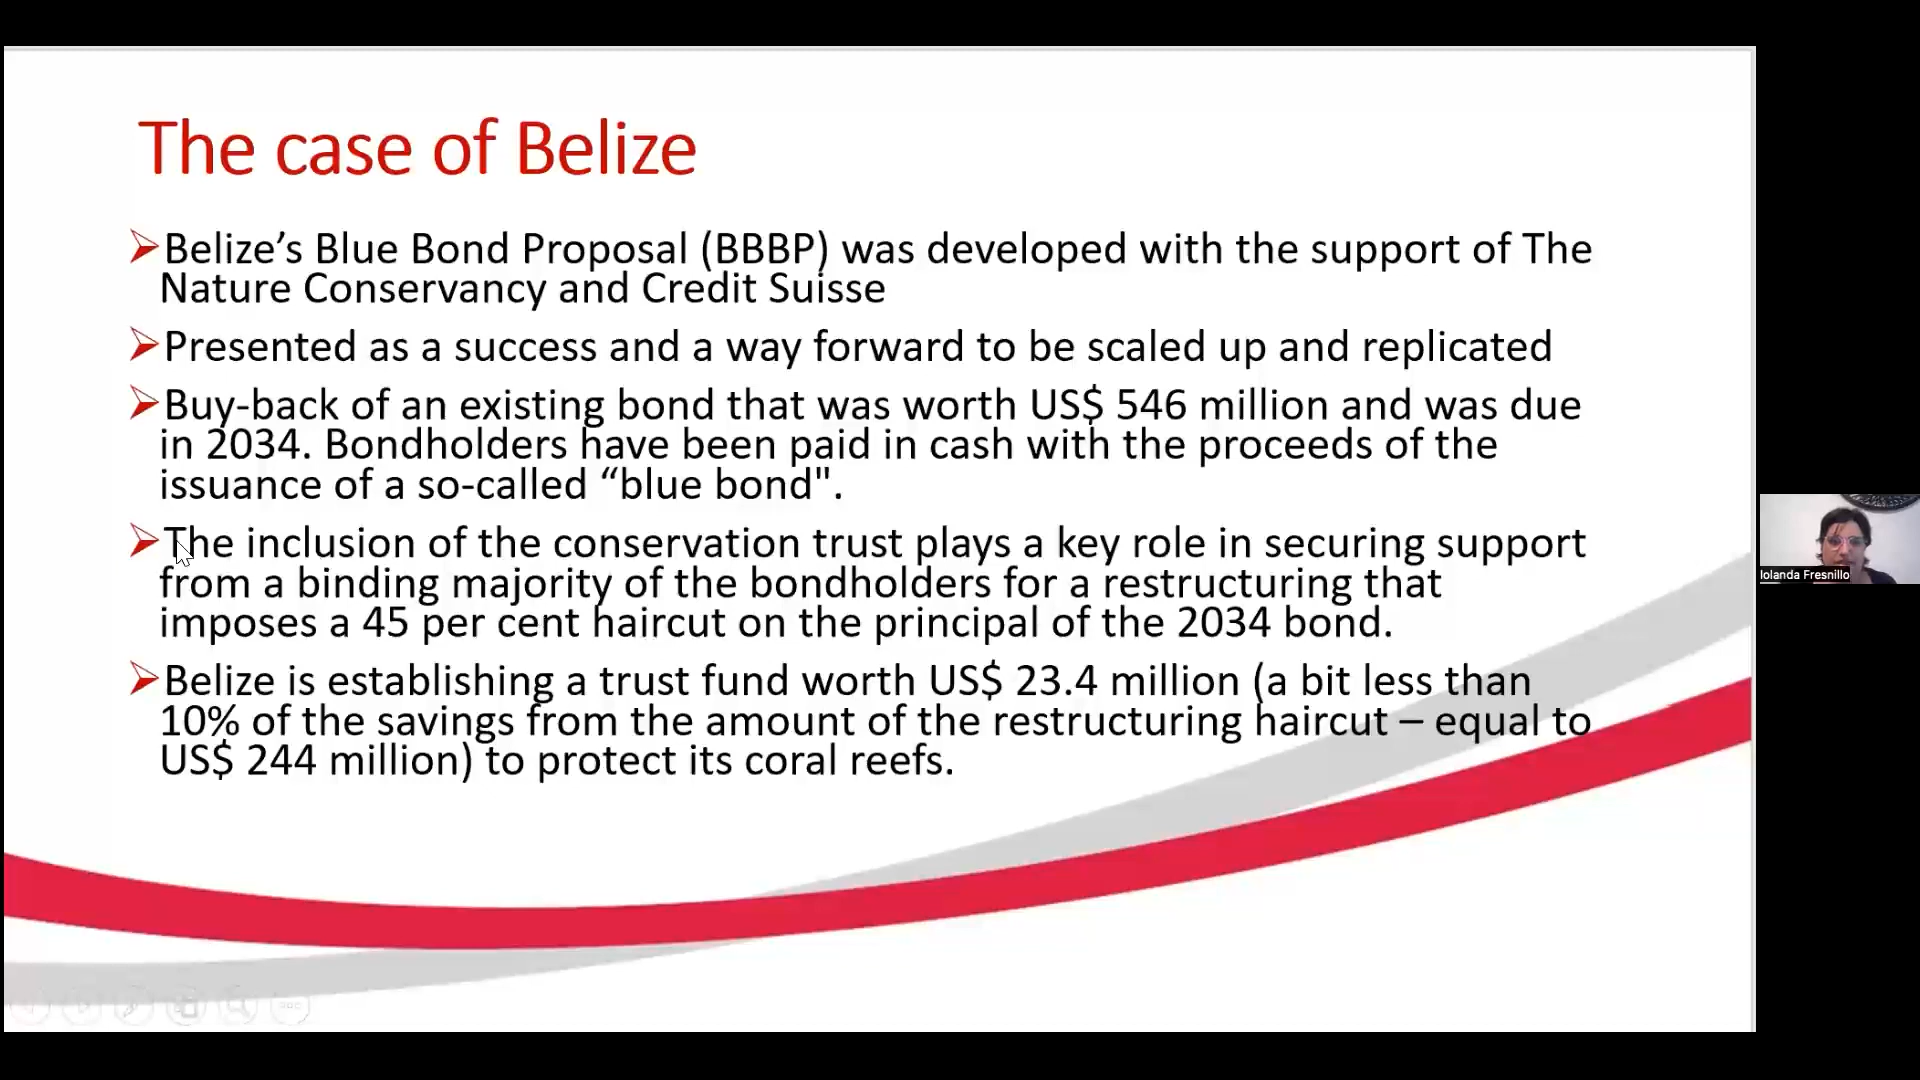 The case of Belize
Belize’s Blue Bond Proposal (BBBP) was developed with the support of The
Nature Conservancy and Credit Suisse
Presented as a success and a way forward to be scaled up and replicated
Buy-back of an existing bond that was worth US$ 546 million and was due
in 2034. Bondholders have been paid in cash with the proceeds of the
issuance of a so-called “blue bond".
The inclusion of the conservation trust plays a key role in securing support
from a binding majority of the bondholders for a restructuring that
imposes a 45 per cent haircut on the principal of the 2034 bond.
Belize is establishing a trust fund worth US$ 23.4 million (a bit less than
10% of the savings from the amount of the restructuring haircut – equal to
US$ 244 million) to protect its coral reefs.
Iolanda Fresnillo